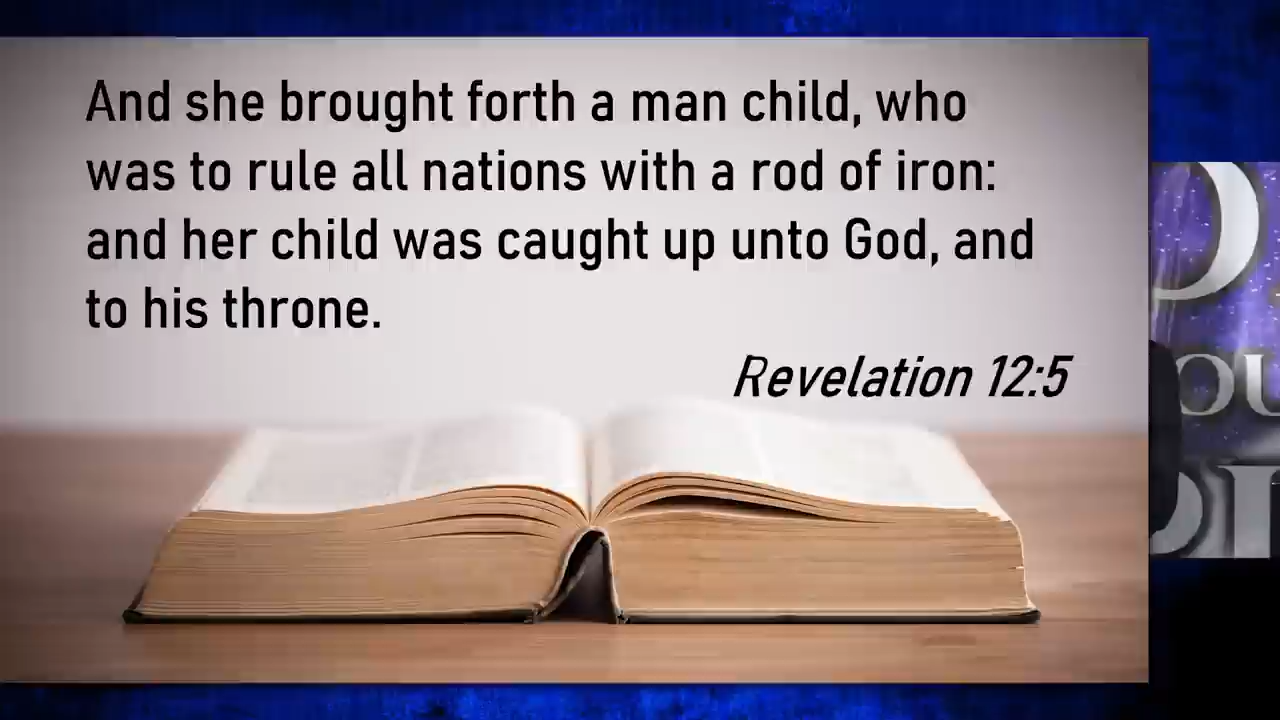 And she brought forth a man child, who
was to rule all nations with a rod of iron:
and her child was caught up unto God, and
to his throne.
Revelation 12:5